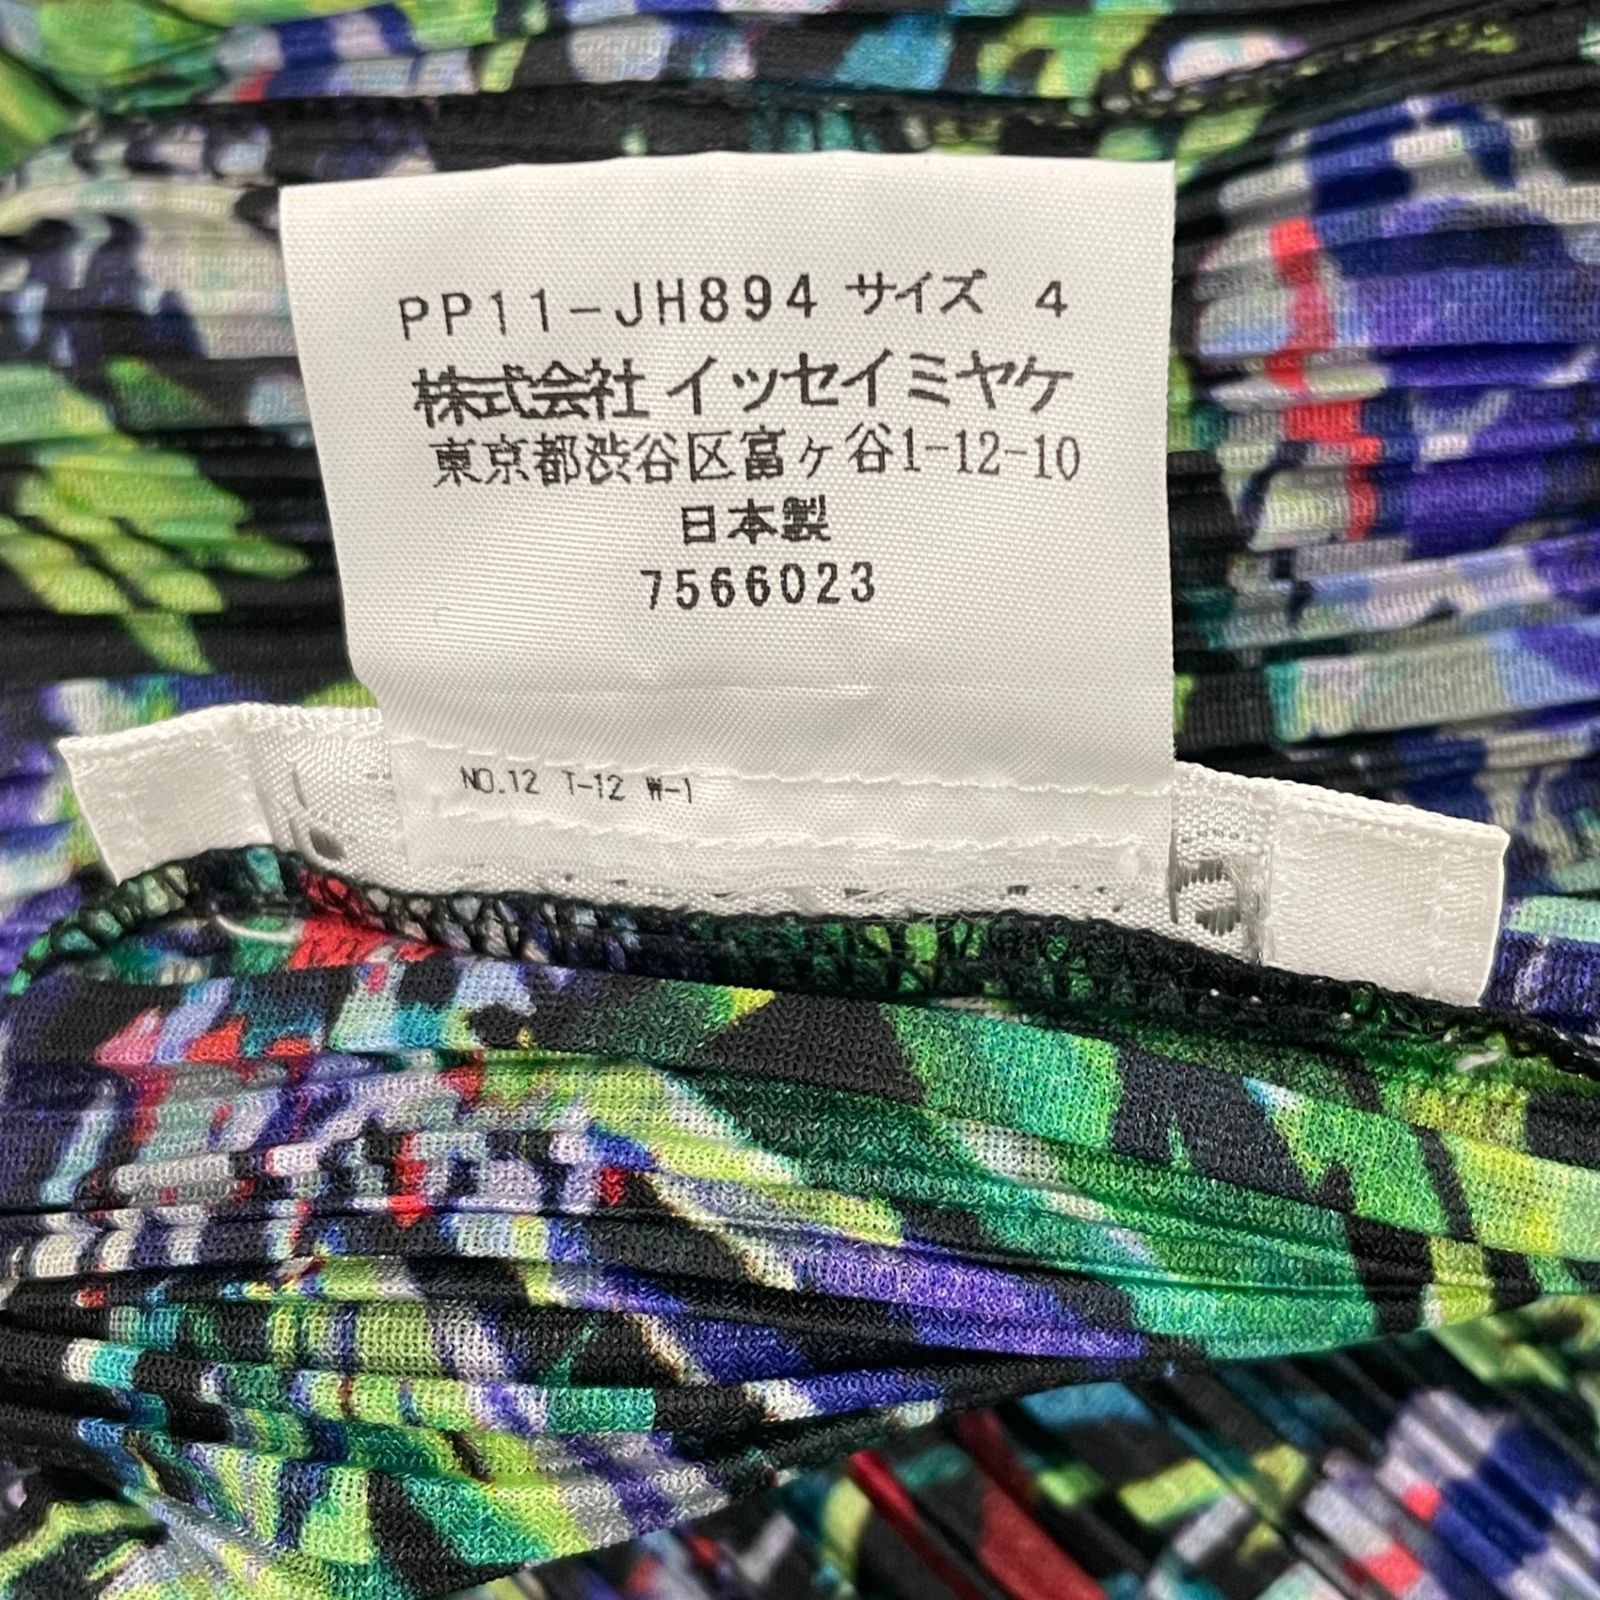 PP11-JH894 サイズ 4
株式会社 イッセイミヤケ
東京都渋谷区富ヶ谷1-12-10
日本製
7566023
NO.12 T-12 W-1